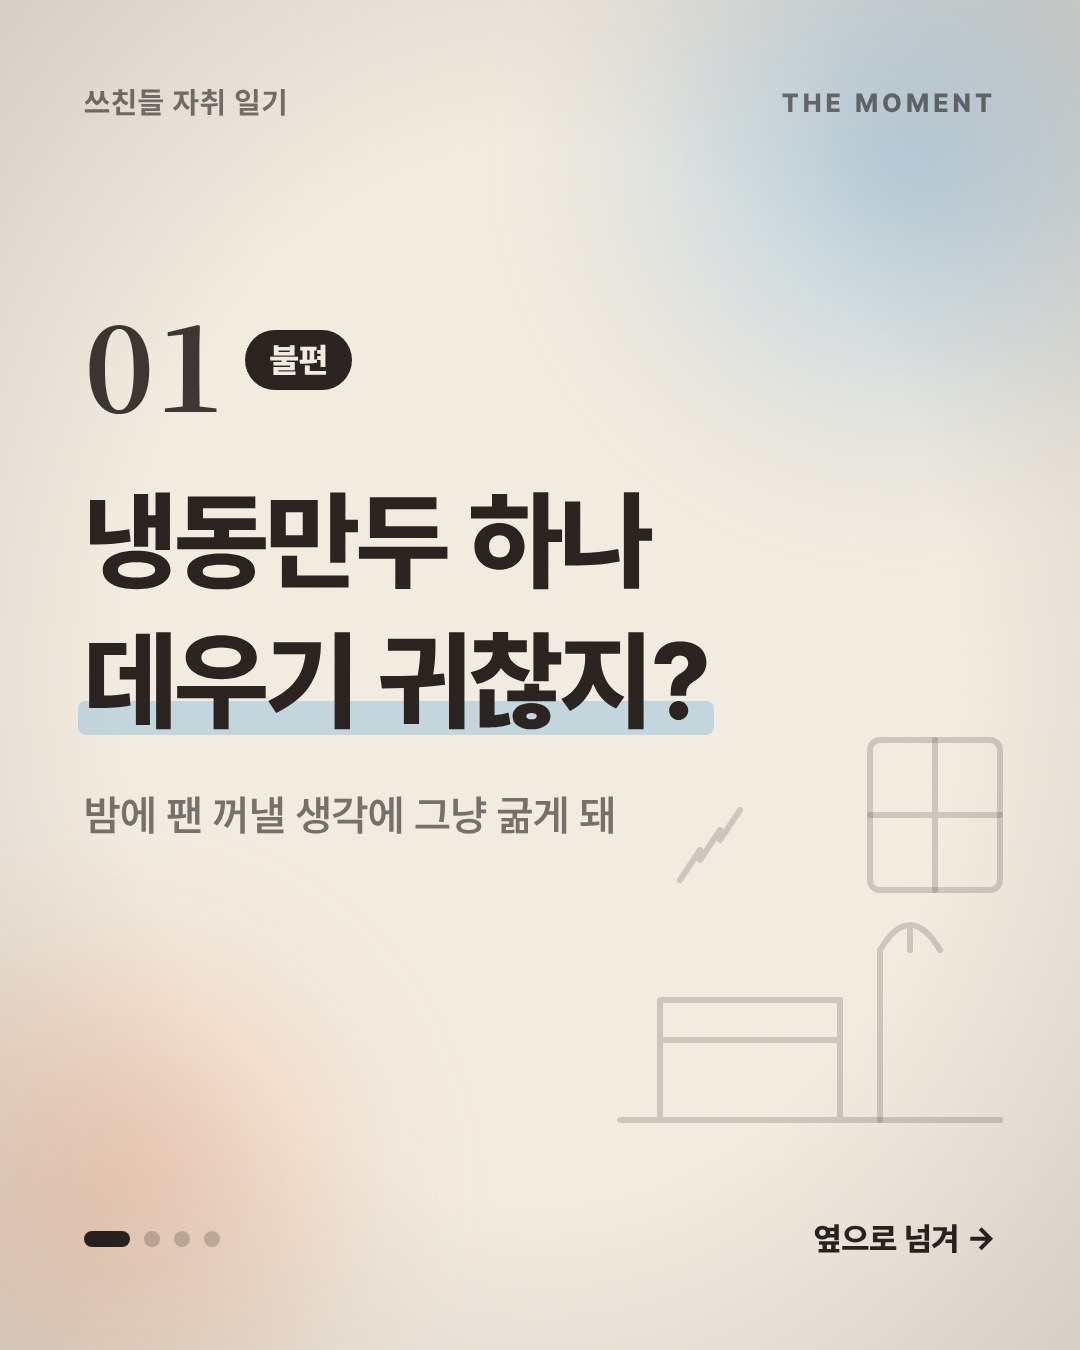 쓰친들 자취 일기
THE MOMENT
01 불편
냉동만두 하나
데우기 귀찮지?
밤에 팬 꺼낼 생각에 그냥 굶게 돼
옆으로 넘겨 →